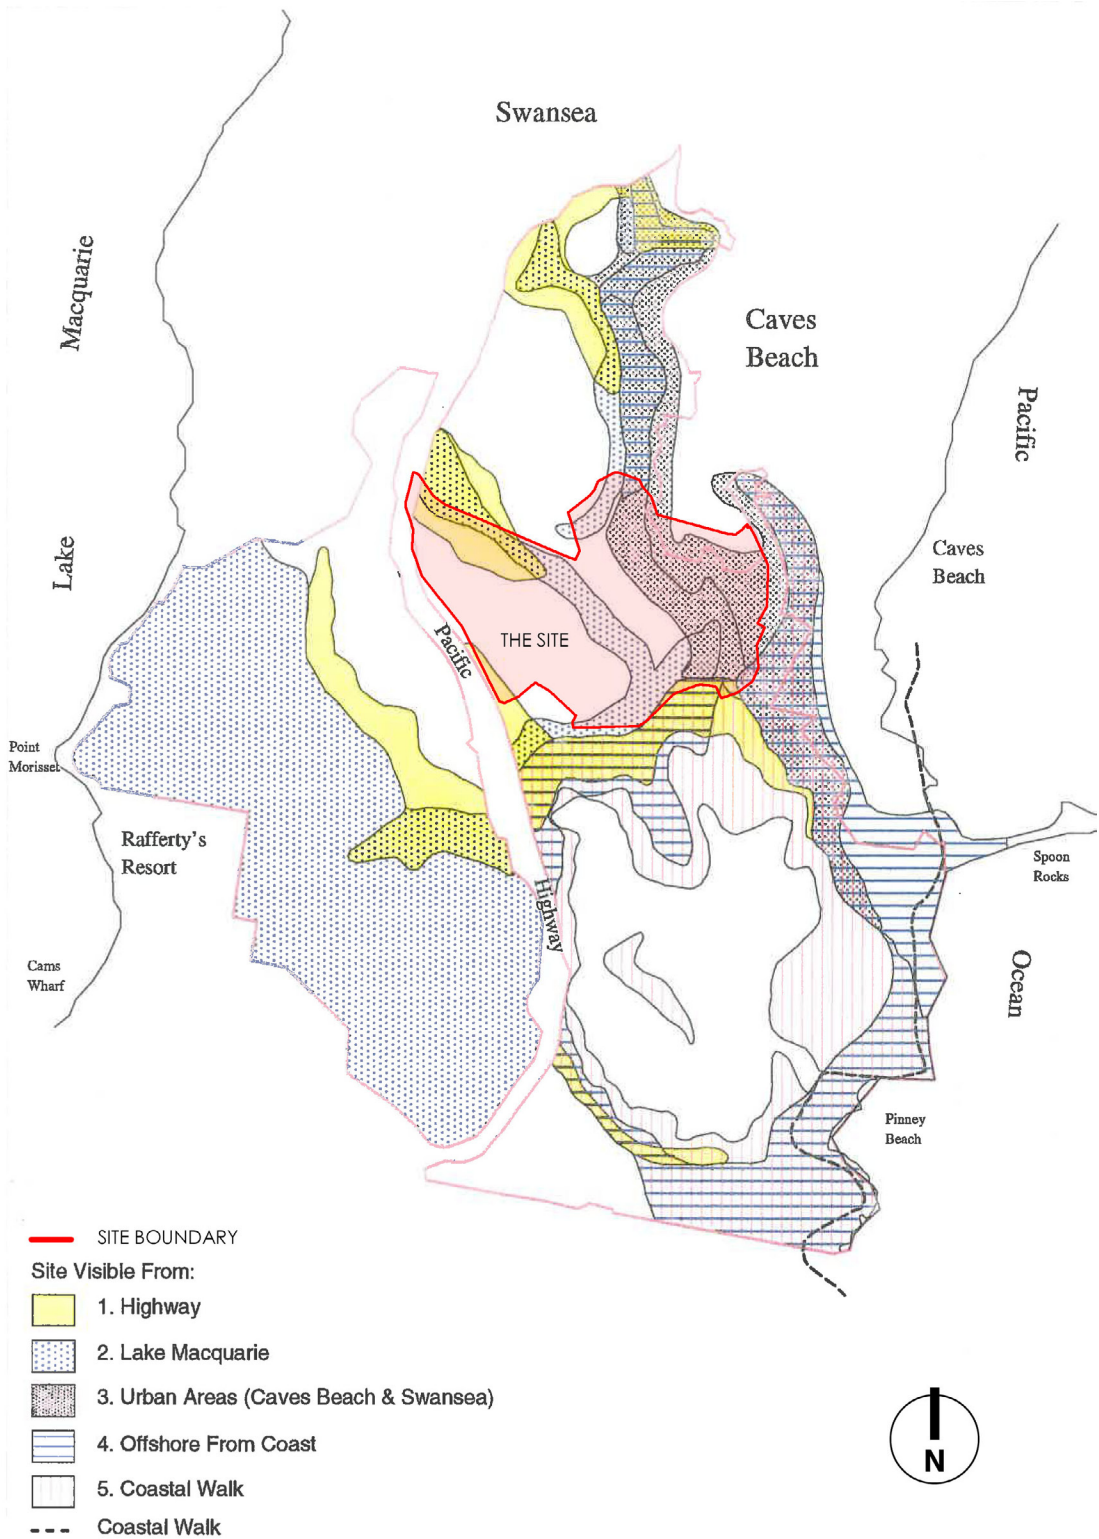 Swansea
Macquarie
Caves
Beach
Pacific
Lake
Caves
Beach
THE SITE
Pacific
Point
Morisset
Rafferty's
Resort
Spoon
Rocks
Highway
Cams
Wharf
Ocean
Pinney
Beach
SITE BOUNDARY
Site Visible From:
1. Highway
2. Lake Macquarie
3. Urban Areas (Caves Beach & Swansea)
4. Offshore From Coast
5. Coastal Walk
Coastal Walk
N